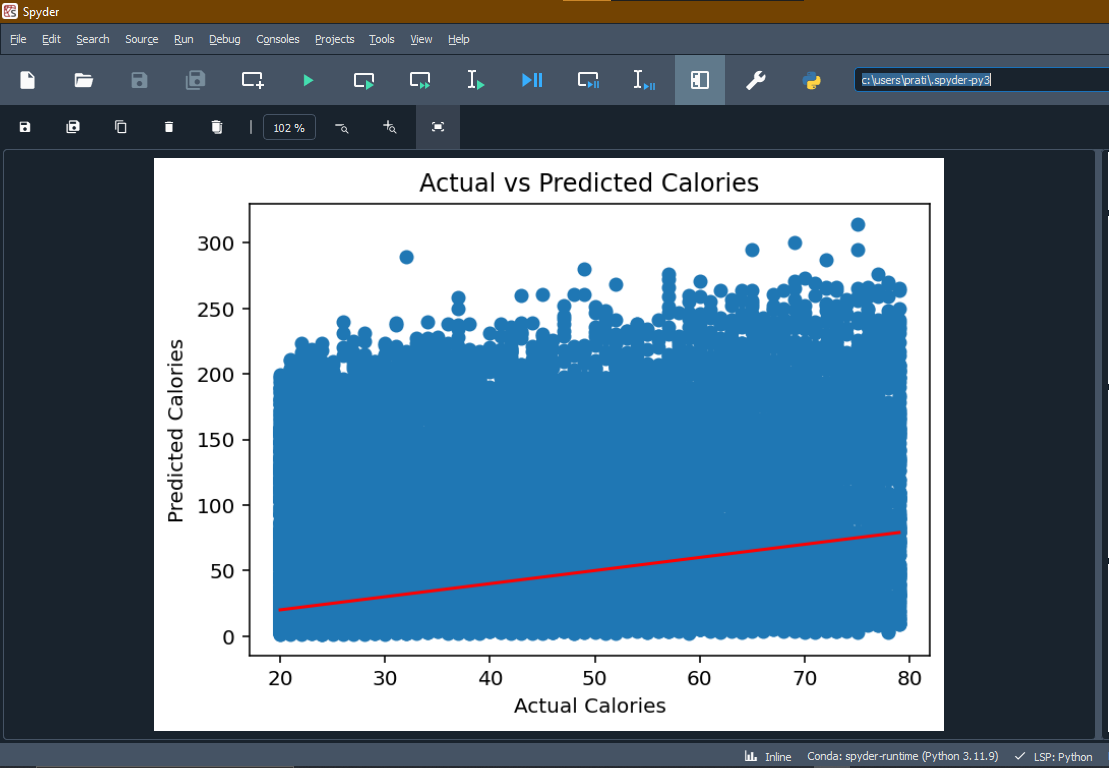 Spyder
File Edit Search Source Run Debug Consoles Projects Tools View Help
c:\users\prati\.spyder-py3
102 %
Actual vs Predicted Calories
300
250
200
150
100
50
0
Predicted Calories
20 30 40 50 60 70 80
Actual Calories
Inline Conda: spyder-runtime (Python 3.11.9) LSP: Python